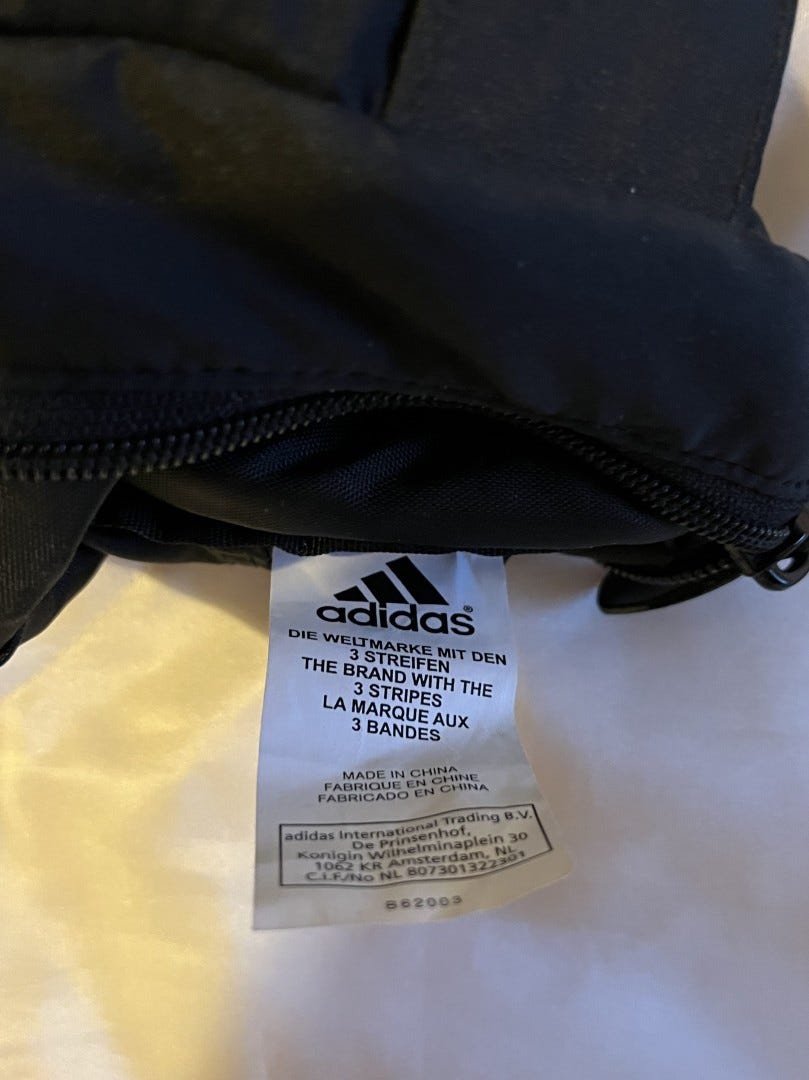 adidas®
DIE WELTMARKE MIT DEN
3 STREIFEN
THE BRAND WITH THE
3 STRIPES
LA MARQUE AUX
3 BANDES
MADE IN CHINA
FABRIQUE EN CHINE
FABRICADO EN CHINA
adidas International Trading B.V.
De Prinsenhof,
Konigin Wilhelminaplein 30
1062 KR Amsterdam, NL
C.I.F./No NL 807301322301
B62003